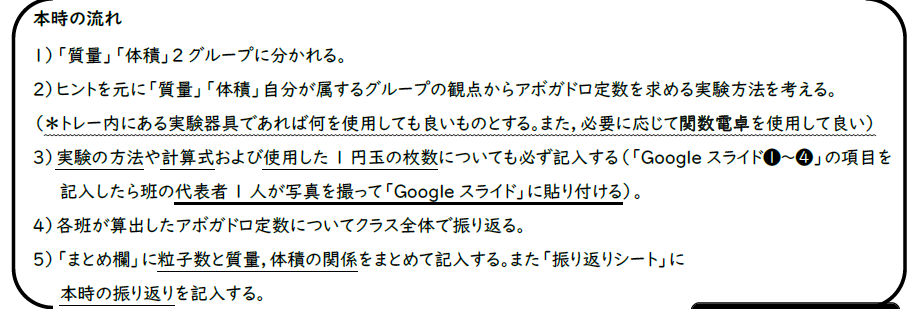 本時の流れ
1)「質量」「体積」2グループに分かれる。
2)ヒントを元に「質量」「体積」自分が属するグループの観点からアボガドロ定数を求める実験方法を考える。
(＊トレー内にある実験器具であれば何を使用しても良いものとする。また，必要に応じて関数電卓を使用して良い)
3)実験の方法や計算式および使用した1円玉の枚数についても必ず記入する(「Googleスライド❶～❹」の項目を
記入したら班の代表者1人が写真を撮って「Googleスライド」に貼り付ける)。
4)各班が算出したアボガドロ定数についてクラス全体で振り返る。
5)「まとめ欄」に粒子数と質量，体積の関係をまとめて記入する。また「振り返りシート」に
本時の振り返りを記入する。